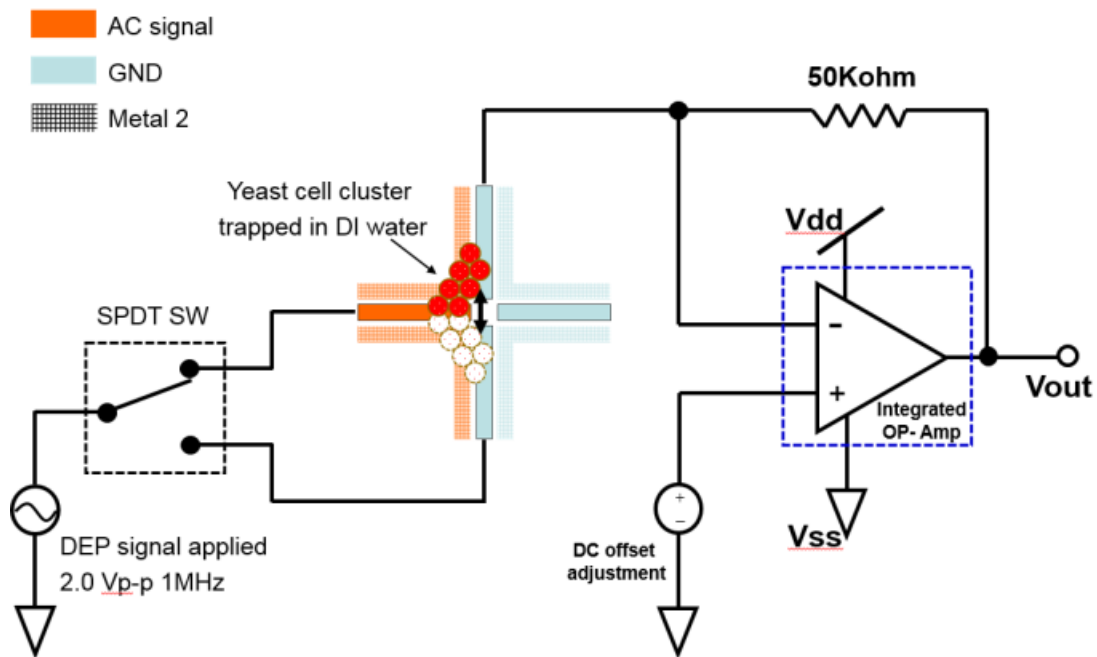 AC signal
GND
Metal 2
50Kohm
Yeast cell cluster
trapped in DI water
Vdd
SPDT SW
-
+
Integrated
OP- Amp
Vout
+
−
DC offset
adjustment
Vss
DEP signal applied
2.0 Vp-p 1MHz